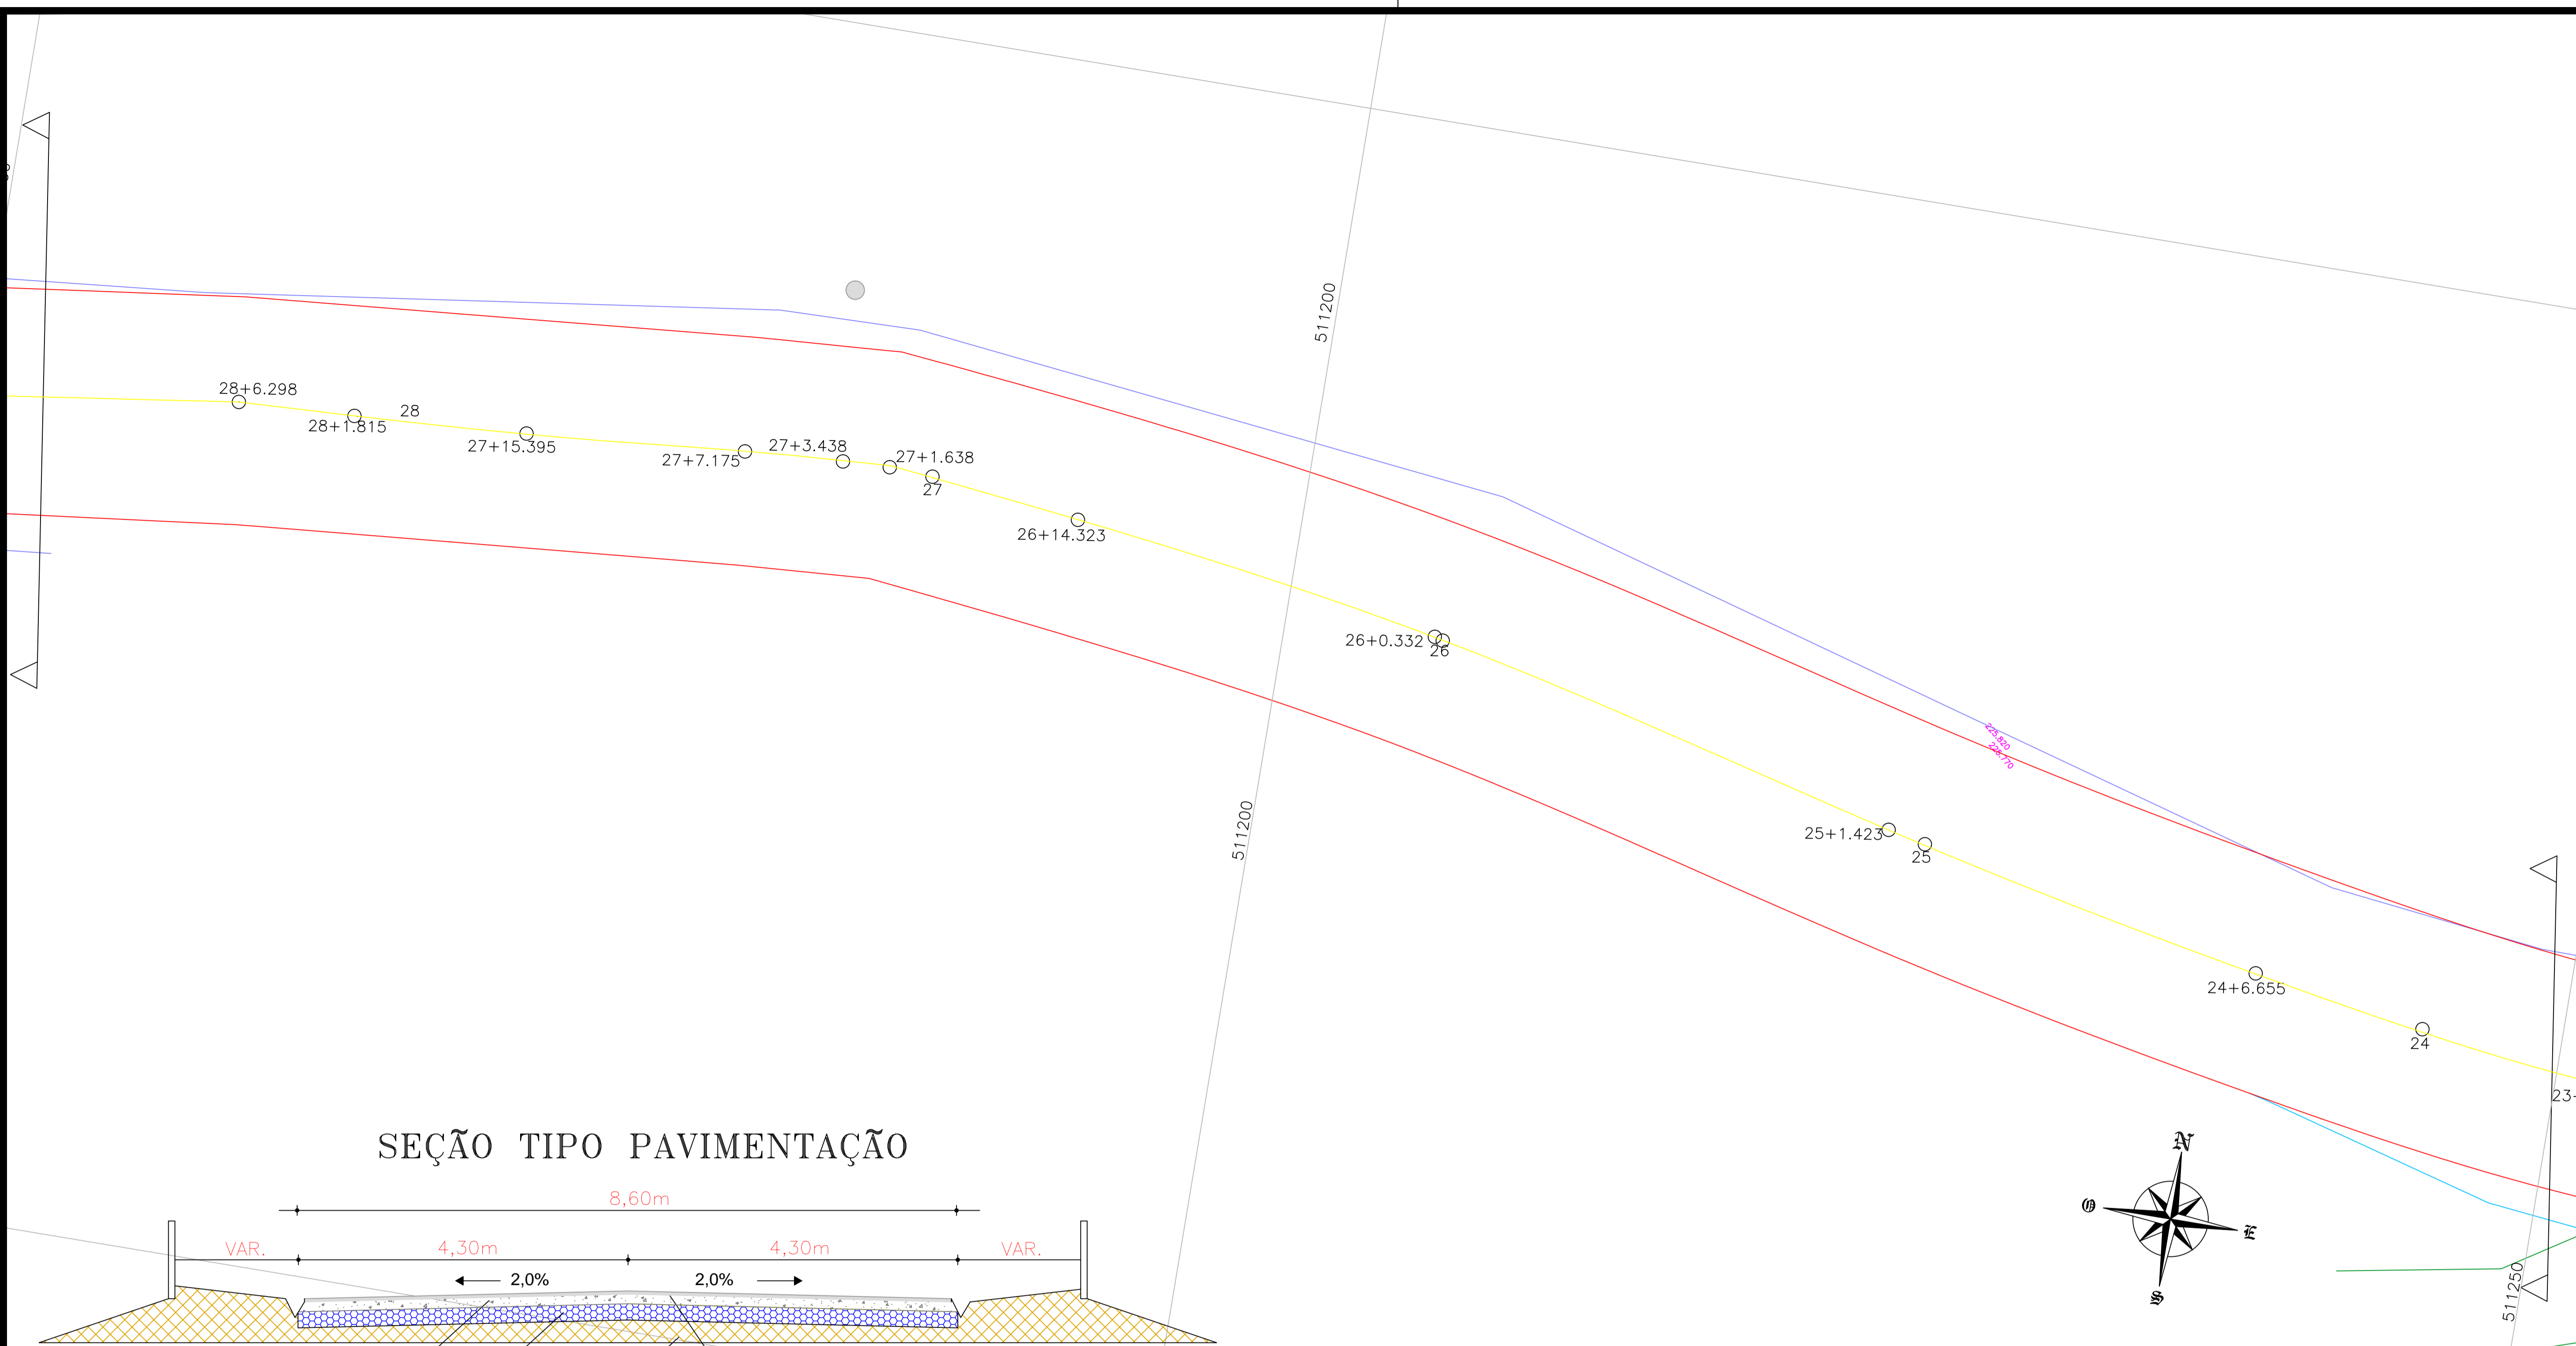 511200
28+6.298
28
28+1.815
27+15.395
27+7.175
27+3.438
27+1.638
27
26+14.323
26+0.332
26
225.820
511200
25+1.423
25
24+6.655
24
SEÇÃO TIPO PAVIMENTAÇÃO
8,60m
VAR.
4,30m
4,30m
VAR.
2,0%
2,0%
N
O
E
S
511250